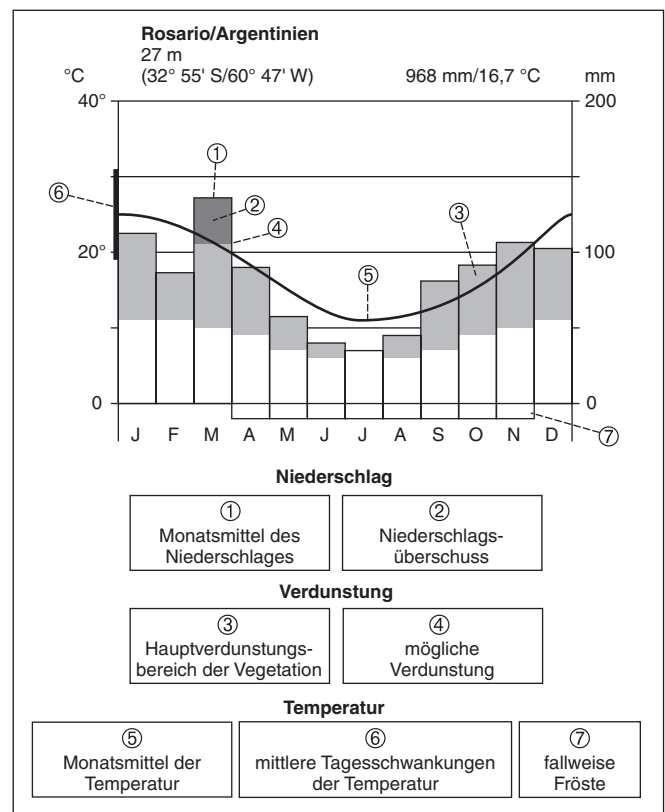 Rosario/Argentinien
27 m
°C (32° 55' S/60° 47' W) 968 mm/16,7 °C mm
40° 200
①
⑥ ② ③
④
20° 100
⑤
0 0
J F M A M J J A S O N D ⑦
Niederschlag
① ②
Monatsmittel des Niederschlags-
Niederschlages überschuss
Verdunstung
③ ④
Hauptverdunstungs- mögliche
bereich der Vegetation Verdunstung
Temperatur
⑤ ⑥ ⑦
Monatsmittel der mittlere Tagesschwankungen fallweise
Temperatur der Temperatur Fröste